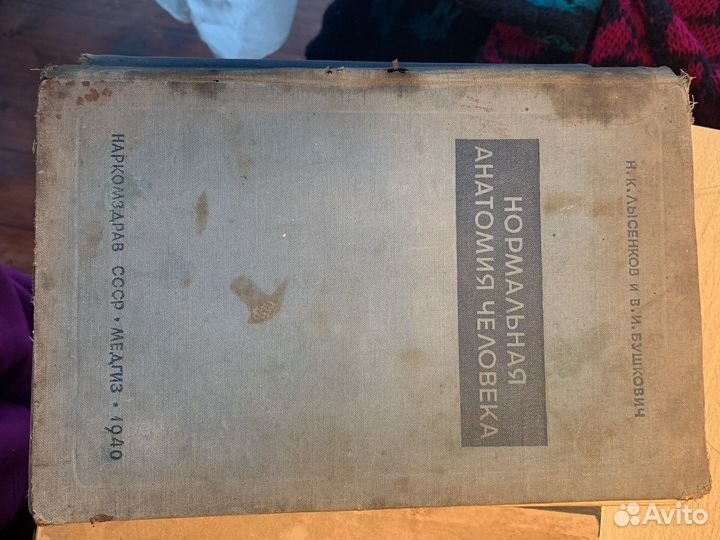 Н.К.ЛЫСЕНКОВ И В.И.БУШКОВИЧ
НОРМАЛЬНАЯ
АНАТОМИЯ ЧЕЛОВЕКА
НАРКОМЗДРАВ СССР • МЕДГИЗ • 1940
Avito